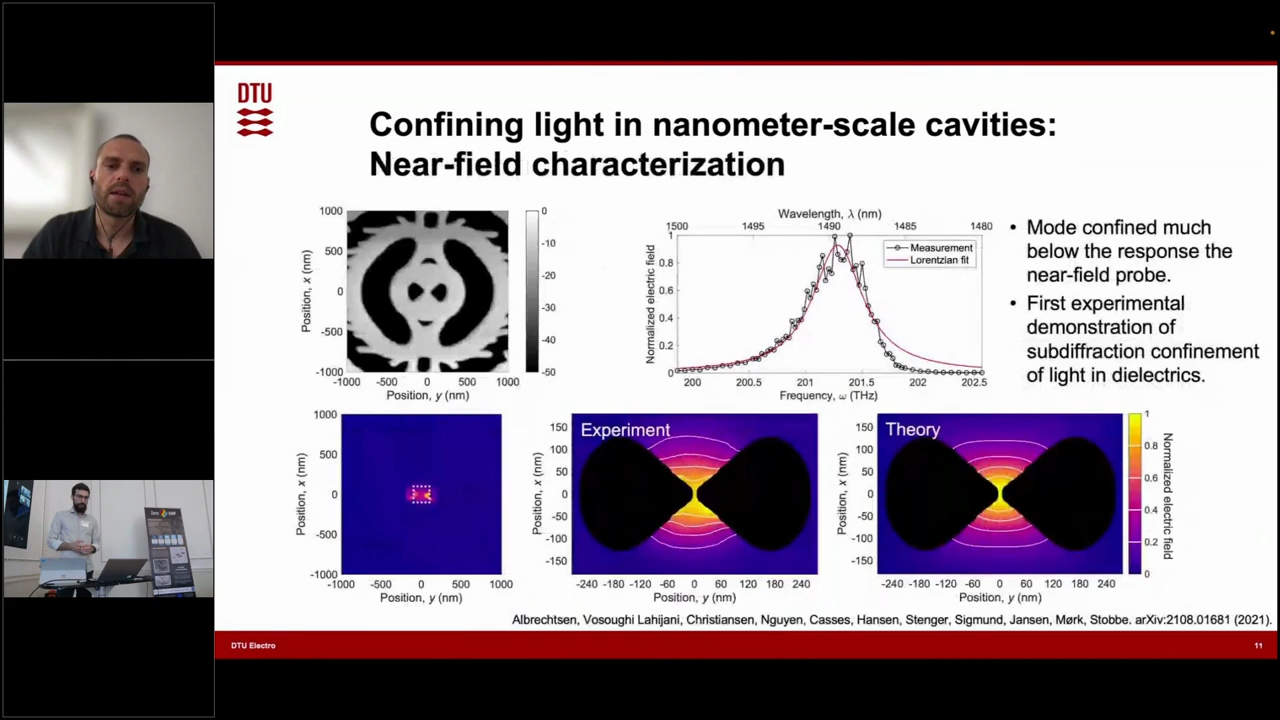 DTU
Confining light in nanometer-scale cavities:
Near-field characterization
1000
500
0
-500
-1000
Position, x (nm)
-1000 -500 0 500 1000
Position, y (nm)
0
-10
-20
-30
-40
-50
Wavelength, λ (nm)
1500 1495 1490 1485 1480
1
0.8
0.6
0.4
0.2
0
Normalized electric field
Measurement
Lorentzian fit
200 200.5 201 201.5 202 202.5
Frequency, ω (THz)
• Mode confined much
below the response the
near-field probe.
• First experimental
demonstration of
subdiffraction confinement
of light in dielectrics.
1000
500
0
-500
-1000
Position, x (nm)
-1000 -500 0 500 1000
Position, y (nm)
Experiment
150
100
50
0
-50
-100
-150
Position, x (nm)
-240 -180 -120 -60 0 60 120 180 240
Position, y (nm)
Theory
150
100
50
0
-50
-100
-150
Position, x (nm)
-240 -180 -120 -60 0 60 120 180 240
Position, y (nm)
1
0.8
0.6
0.4
0.2
0
Normalized electric field
Albrechtsen, Vosoughi Lahijani, Christiansen, Nguyen, Casses, Hansen, Stenger, Sigmund, Jansen, Mørk, Stobbe. arXiv:2108.01681 (2021).
DTU Electro
11